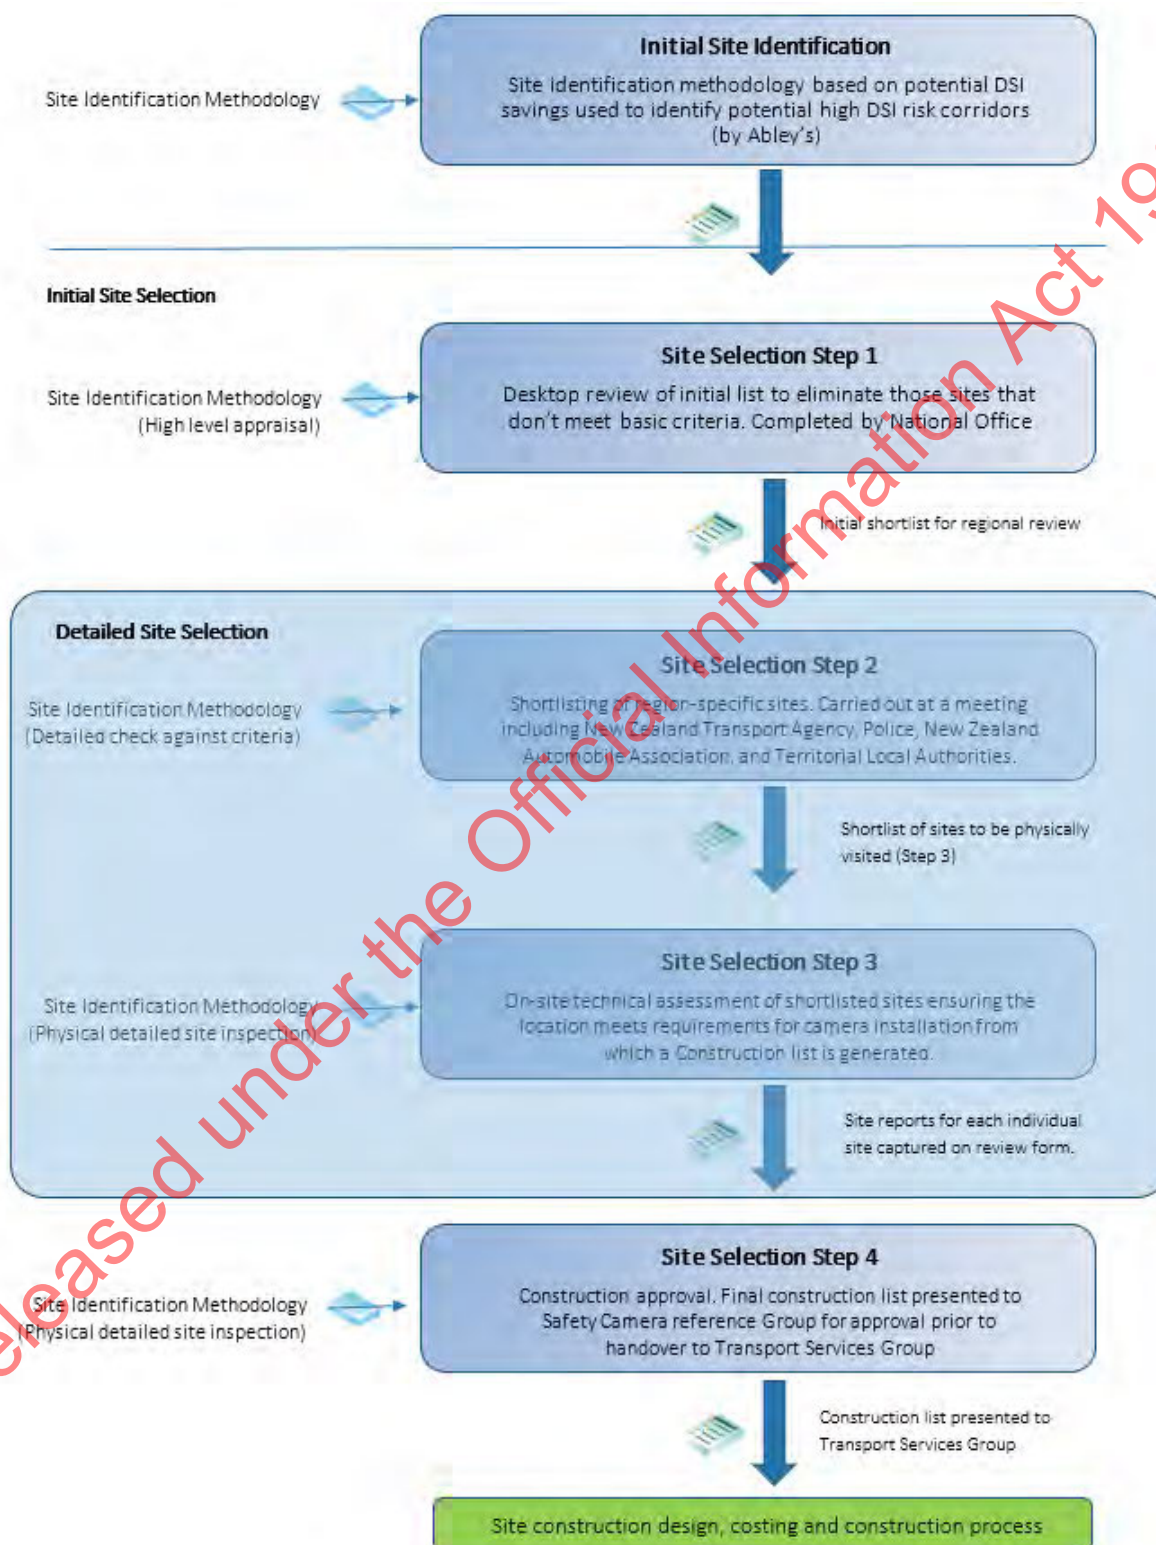 Initial Site Identification
Site Identification Methodology
Site Identification methodology based on potential DSI
savings used to identify potential high DSI risk corridors
(by Abley's)
Initial Site Selection
Site Selection Step 1
Site Identification Methodology
(High level appraisal)
Desktop review of initial list to eliminate those sites that
don't meet basic criteria. Completed by National Office
Initial shortlist for regional review
Detailed Site Selection
Site Selection Step 2
Site Identification Methodology
(Detailed check against criteria)
Shortlisting of region-specific sites. Carried out at a meeting
including New Zealand Transport Agency, Police, New Zealand
Automobile Association, and Territorial Local Authorities.
Shortlist of sites to be physically
visited (Step 3)
Site Selection Step 3
Site Identification Methodology
(Physical detailed site inspection)
On-site technical assessment of shortlisted sites ensuring the
location meets requirements for camera installation from
which a Construction list is generated.
Site reports for each individual
site captured on review form.
Site Selection Step 4
Site Identification Methodology
(Physical detailed site inspection)
Construction approval. Final construction list presented to
Safety Camera reference Group for approval prior to
handover to Transport Services Group
Construction list presented to
Transport Services Group
Site construction design, costing and construction process
Released under the Official Information Act 19